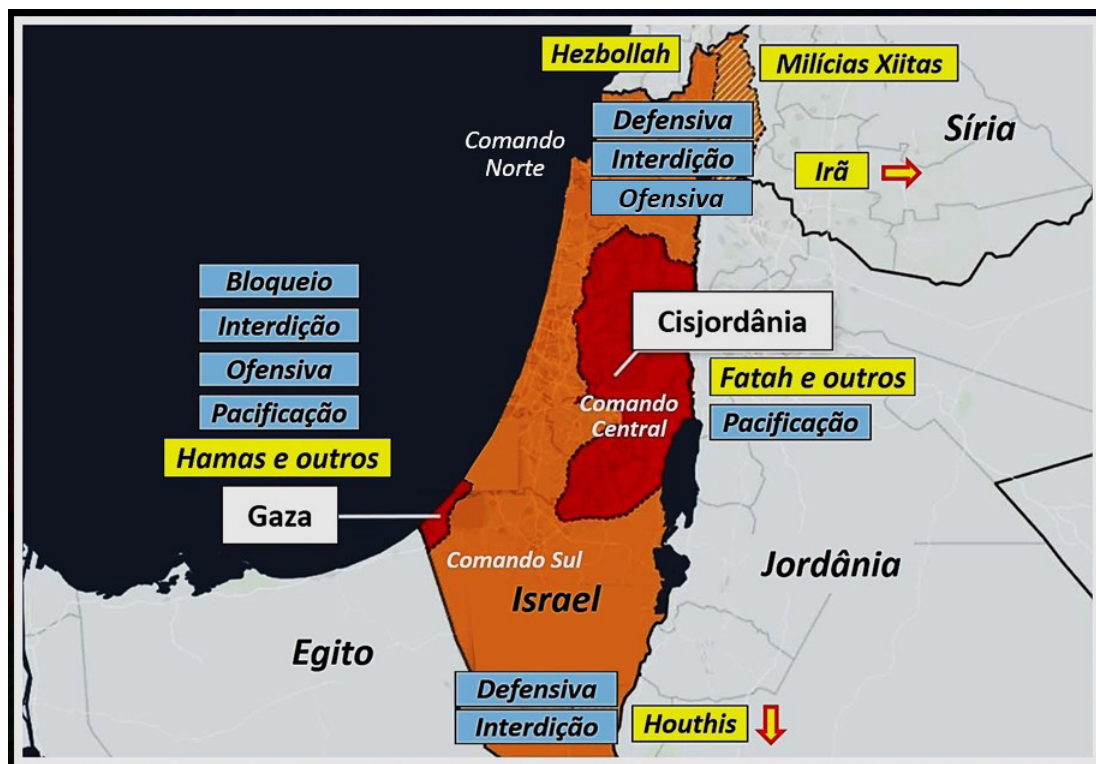 Hezbollah
Milícias Xiitas
Defensiva
Síria
Comando
Norte
Interdição
Irã
Ofensiva
Bloqueio
Interdição
Cisjordânia
Ofensiva
Fatah e outros
Pacificação
Comando
Central
Pacificação
Hamas e outros
Gaza
Comando Sul
Jordânia
Israel
Egito
Defensiva
Interdição
Houthis